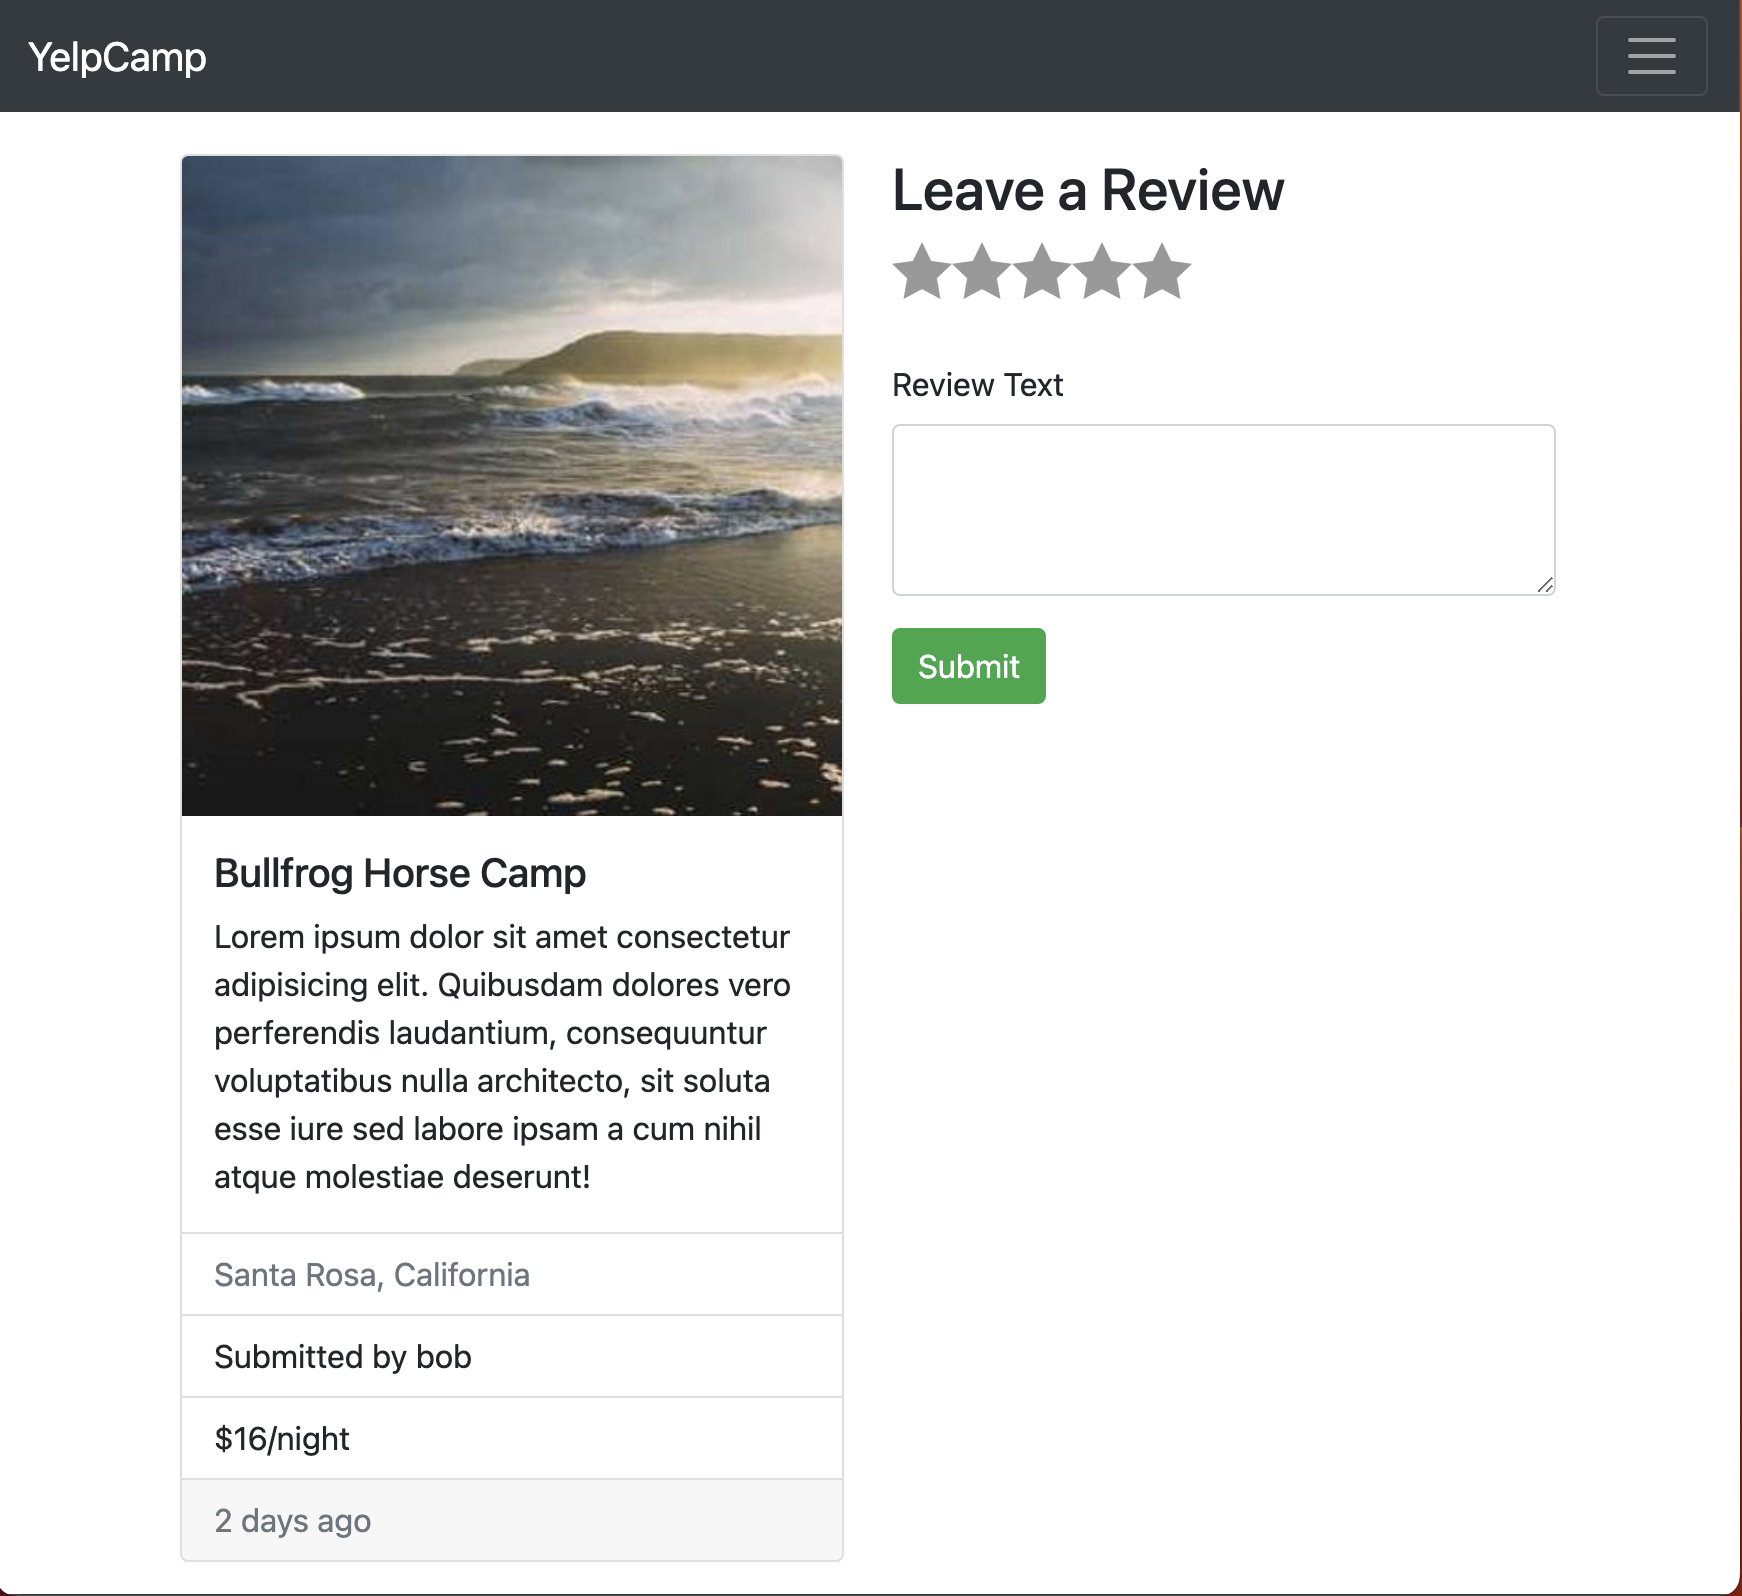 YelpCamp
Leave a Review
Review Text
Submit
Bullfrog Horse Camp
Lorem ipsum dolor sit amet consectetur
adipisicing elit. Quibusdam dolores vero
perferendis laudantium, consequuntur
voluptatibus nulla architecto, sit soluta
esse iure sed labore ipsam a cum nihil
atque molestiae deserunt!
Santa Rosa, California
Submitted by bob
$16/night
2 days ago